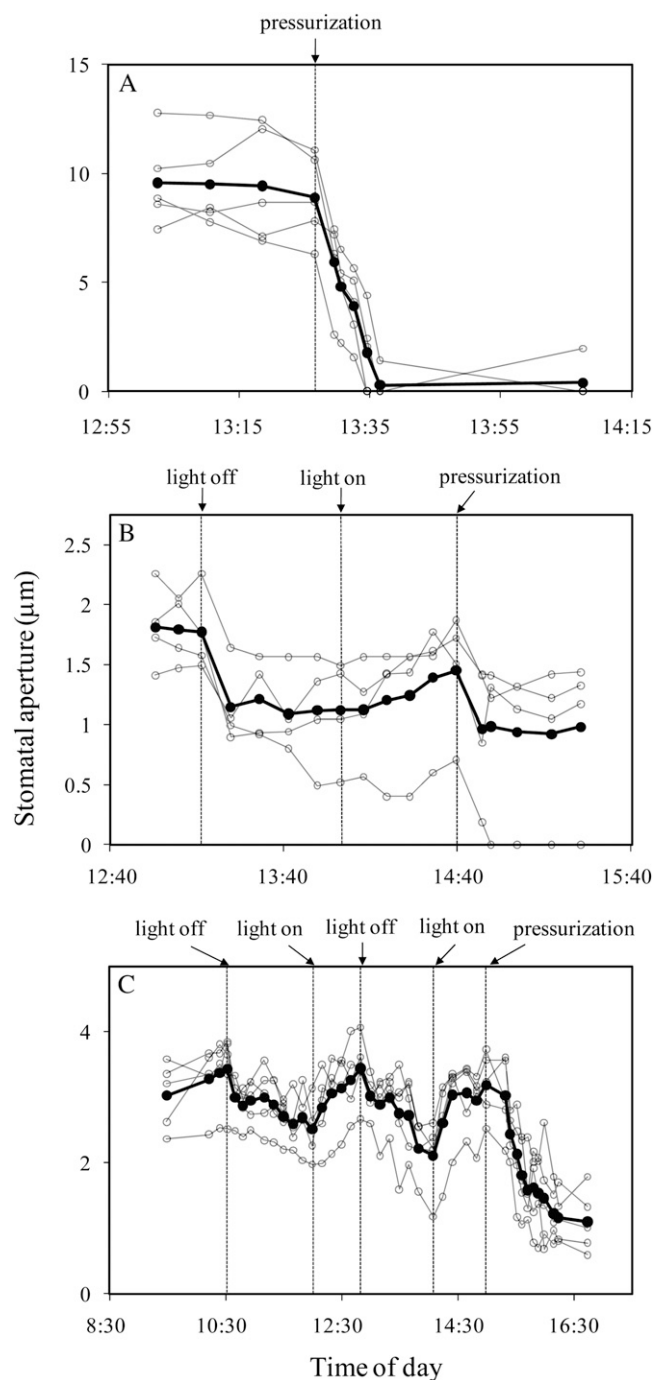 pressurization
15
A
10
5
0
12:55 13:15 13:35 13:55 14:15
light off light on pressurization
2.5
B
2
1.5
1
0.5
0
12:40 13:40 14:40 15:40
Stomatal aperture (μm)
light off light on light off light on pressurization
C
4
2
0
8:30 10:30 12:30 14:30 16:30
Time of day